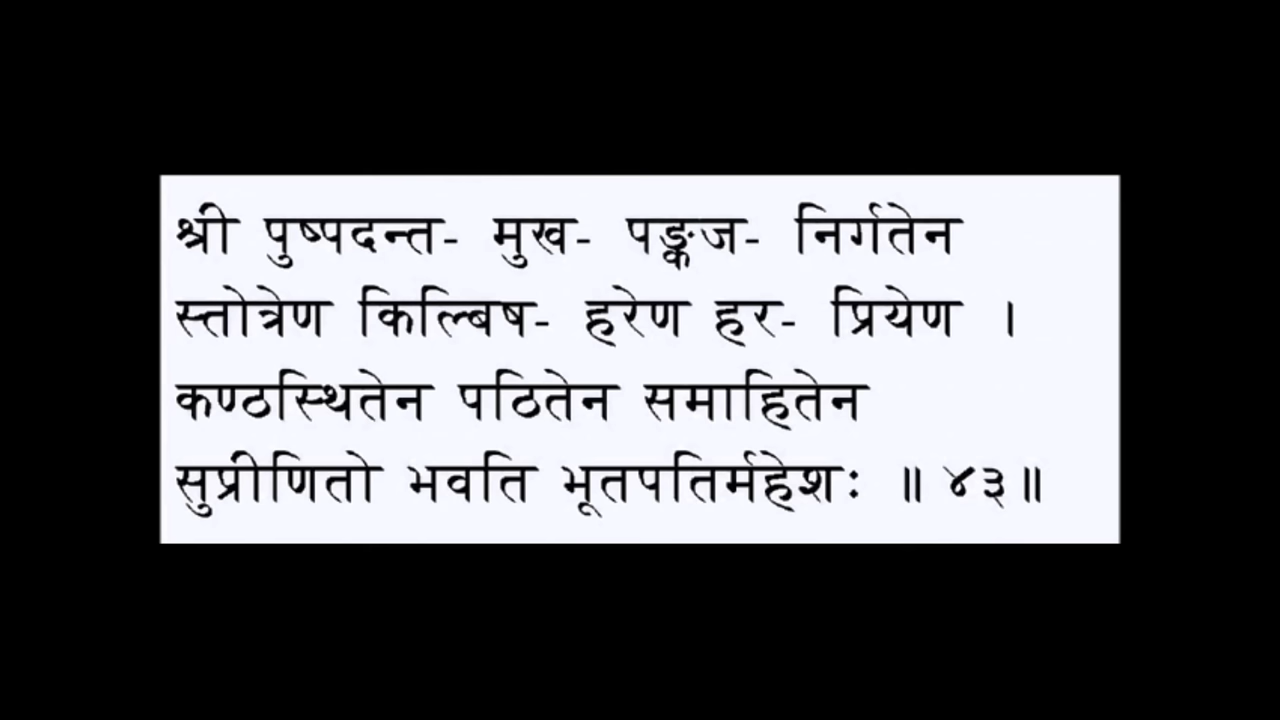 श्री पुष्पदन्त- मुख- पङ्कज- निर्गतेन
स्तोत्रेण किल्बिष- हरेण हर- प्रियेण ।
कण्ठस्थितेन पठितेन समाहितेन
सुप्रीणितो भवति भूतपतिर्महेशः ॥ ४३॥